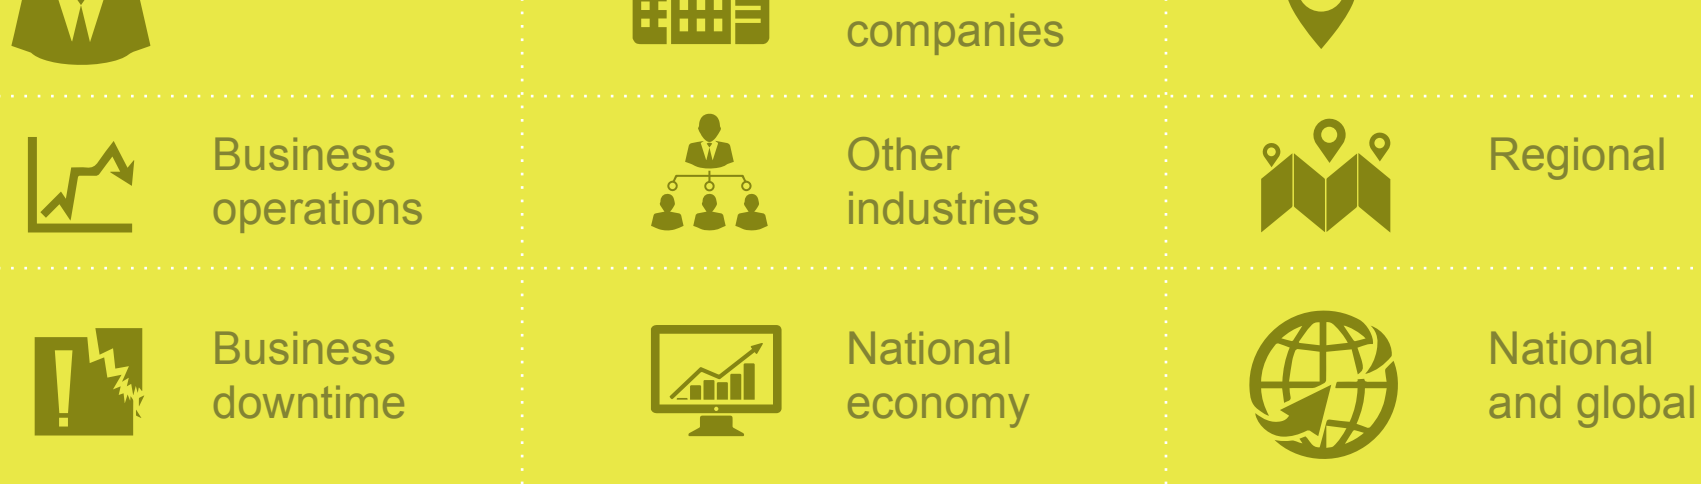 companies
Business
operations
Other
industries
Regional
Business
downtime
National
economy
National
and global